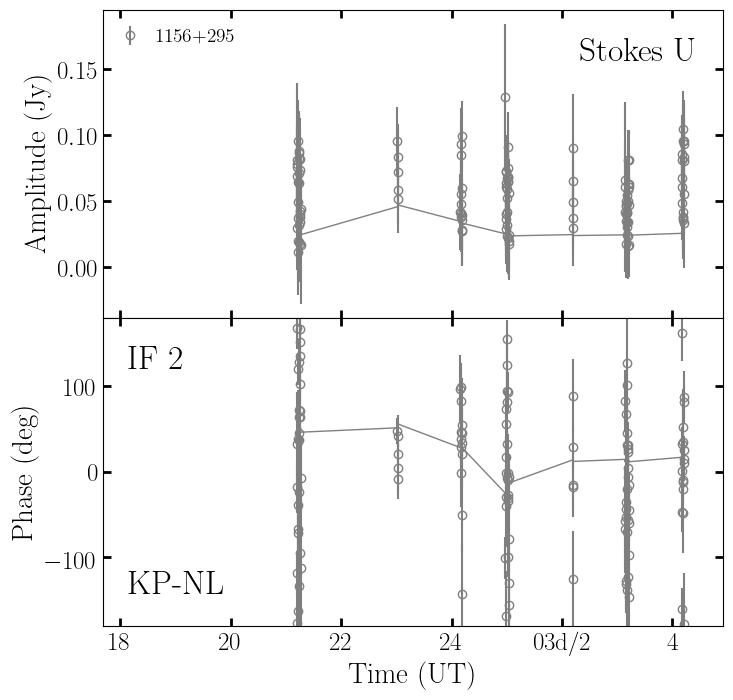 1156+295
Stokes U
Amplitude (Jy)
0.15
0.10
0.05
0.00
IF 2
Phase (deg)
100
0
−100
KP-NL
18 20 22 24 03d/2 4
Time (UT)